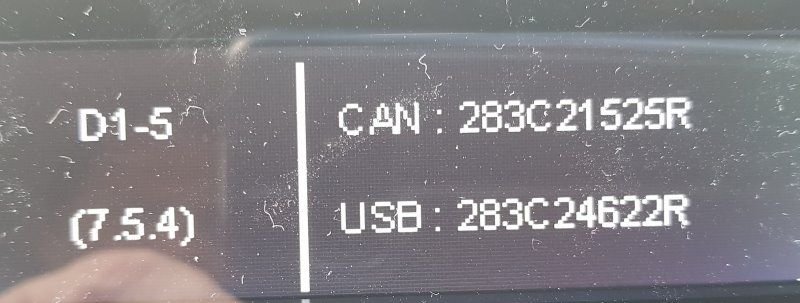 D1-5
(7.5.4)
CAN : 283C21525R
USB : 283C24622R